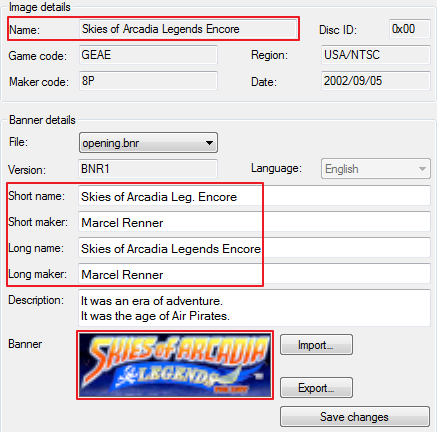 Image details
Name: Skies of Arcadia Legends Encore Disc ID: 0x00
Game code: GEAE Region: USA/NTSC
Maker code: 8P Date: 2002/09/05
Banner details
File: opening.bnr
Version: BNR1 Language: English
Short name: Skies of Arcadia Leg. Encore
Short maker: Marcel Renner
Long name: Skies of Arcadia Legends Encore
Long maker: Marcel Renner
Description: It was an era of adventure.
It was the age of Air Pirates.
Banner SKIES OF ARCADIA Import...
LEGENDS
Export...
Save changes